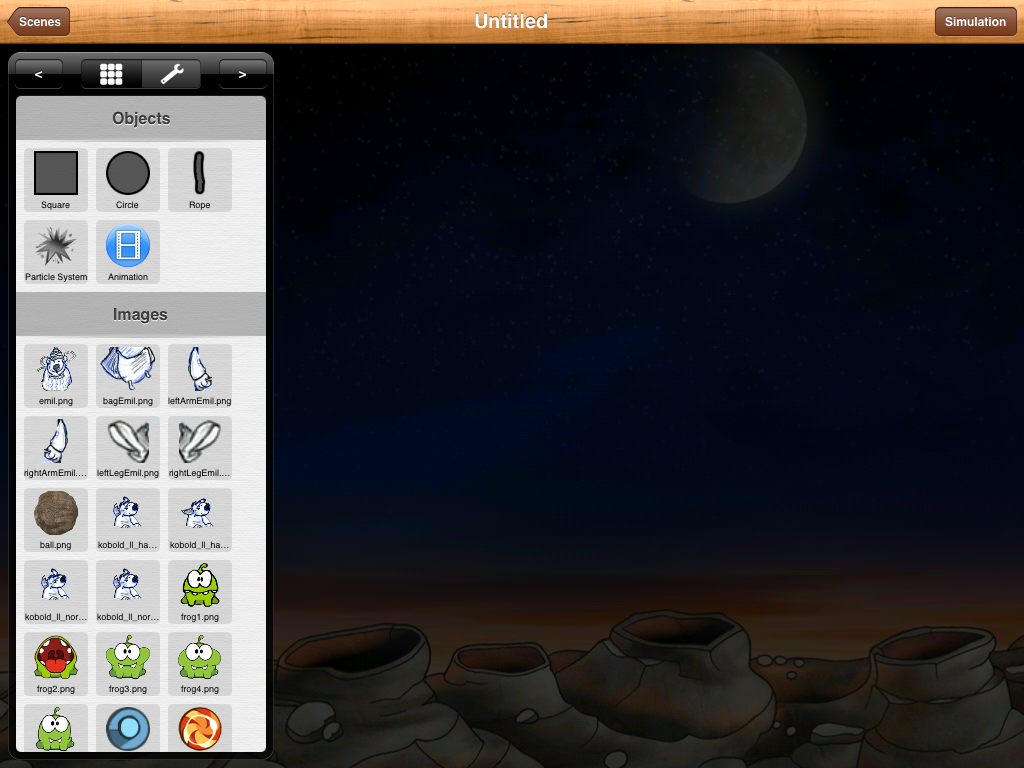 Scenes
Untitled
Simulation
<
>
Objects
Square
Circle
Rope
Particle System
Animation
Images
emil.png
bagEmil.png
leftArmEmil.png
rightArmEmil....
leftLegEmil.png
rightLegEmil....
ball.png
kobold_ll_ha...
kobold_ll_ha...
kobold_ll_nor...
kobold_ll_nor...
frog1.png
frog2.png
frog3.png
frog4.png